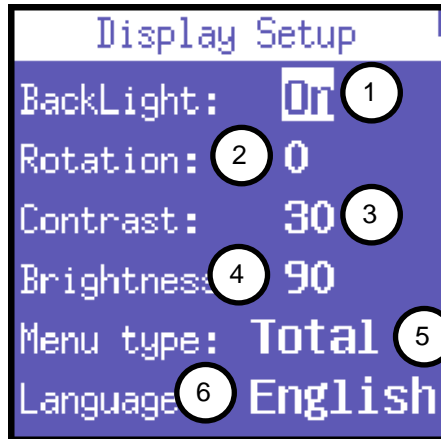 Display Setup
BackLight: On 1
Rotation: 2 0
Contrast: 30 3
Brightness 4 90
Menu type: Total 5
Language 6 English